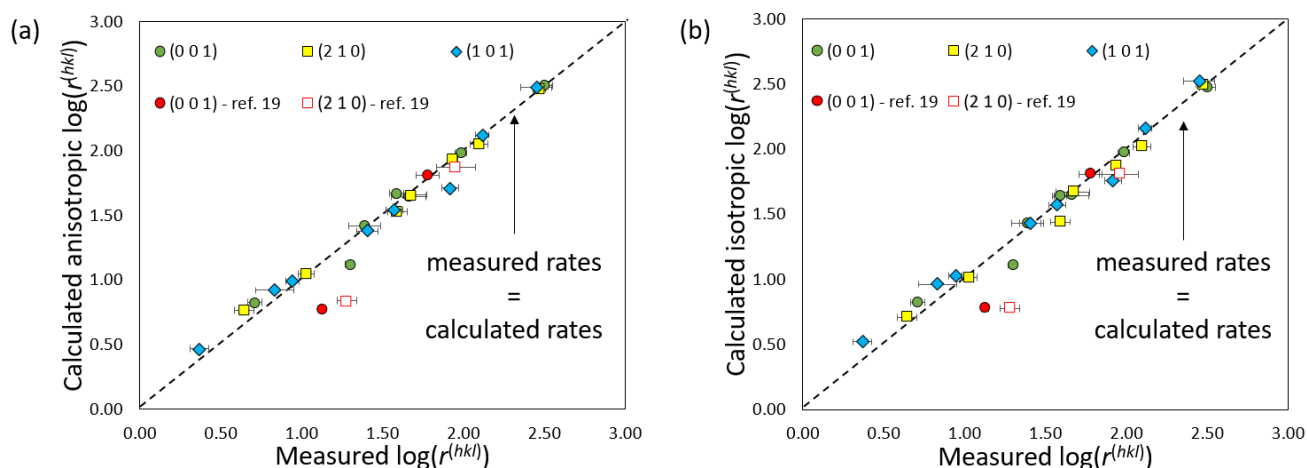 (a)
Calculated anisotropic log(r^(hkl))
3.00
2.50
2.00
1.50
1.00
0.50
0.00
(0 0 1)
(2 1 0)
(1 0 1)
(0 0 1) - ref. 19
(2 1 0) - ref. 19
measured rates
=
calculated rates
0.00 0.50 1.00 1.50 2.00 2.50 3.00
Measured log(r^(hkl))
(b)
Calculated isotropic log(r^(hkl))
3.00
2.50
2.00
1.50
1.00
0.50
0.00
(0 0 1)
(2 1 0)
(1 0 1)
(0 0 1) - ref. 19
(2 1 0) - ref. 19
measured rates
=
calculated rates
0.00 0.50 1.00 1.50 2.00 2.50 3.00
Measured log(r^(hkl))